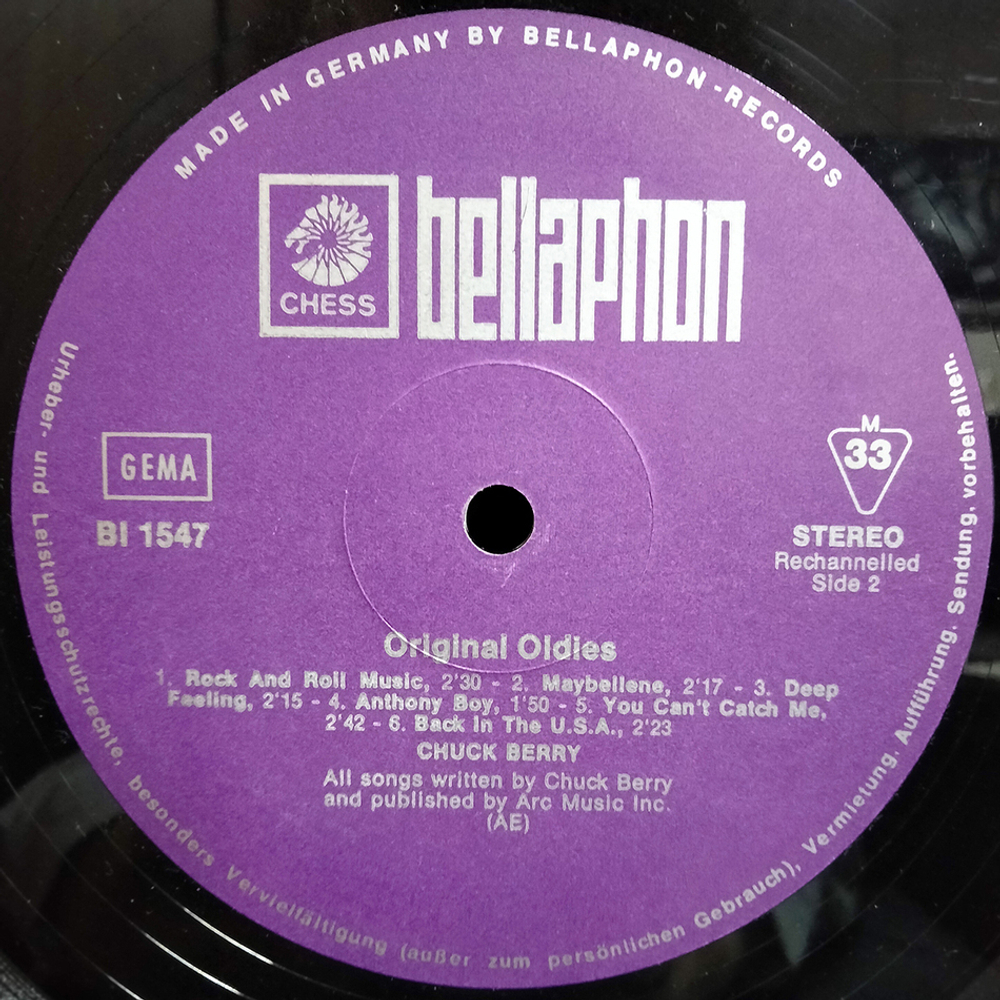 MADE IN GERMANY BY BELLAPHON-RECORDS
CHESS
bellaphon
GEMA
BI 1547
M
33
STEREO
Rechannelled
Side 2
Original Oldies
1. Rock And Roll Music, 2'30 - 2. Maybellene, 2'17 - 3. Deep
Feeling, 2'15 - 4. Anthony Boy, 1'50 - 5. You Can't Catch Me,
2'42 - 6. Back In The U.S.A., 2'23
CHUCK BERRY
All songs written by Chuck Berry
and published by Arc Music Inc.
(AE)
Urheber- und Leistungsschutzrechte, besonders Vervielfältigung (außer zum persönlichen Gebrauch), Vermietung, Aufführung, Sendung, vorbehalten.